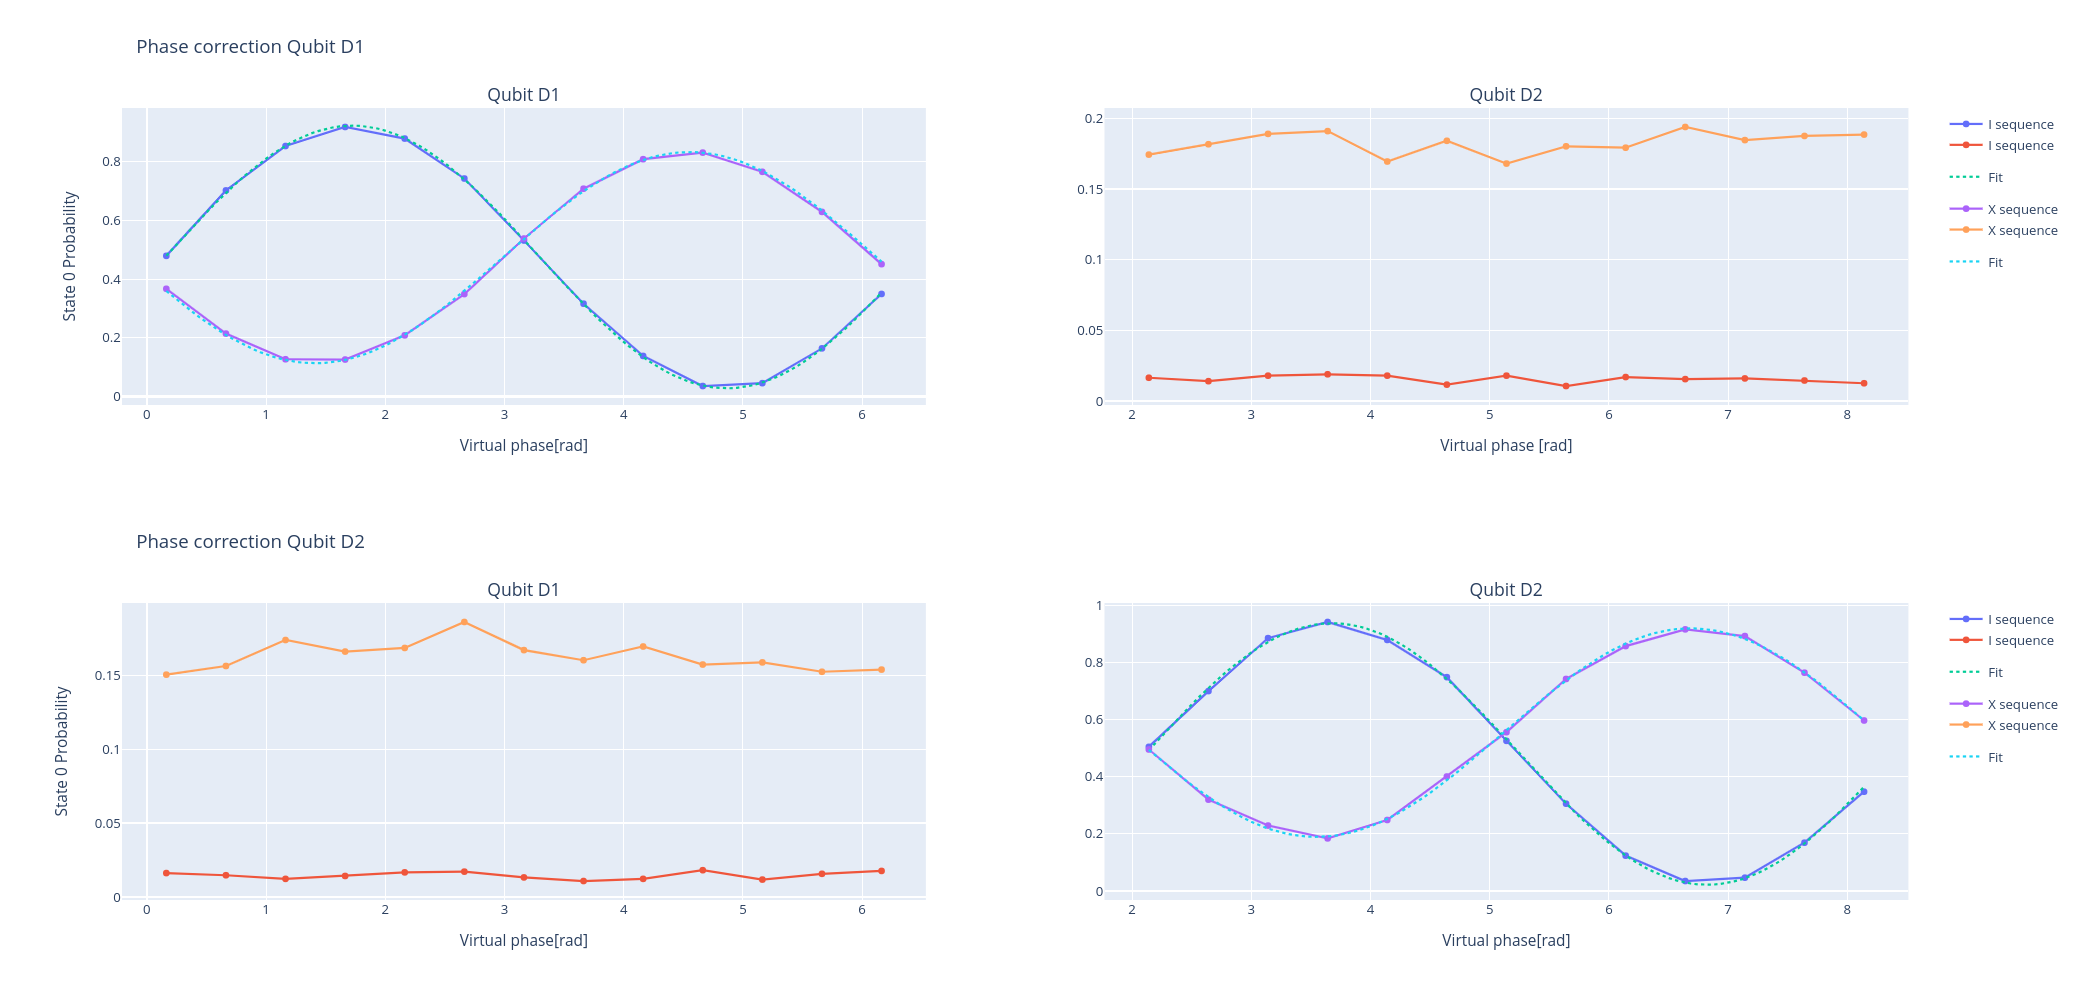 Phase correction Qubit D1
Qubit D1
State 0 Probability
0.8
0.6
0.4
0.2
0
0 1 2 3 4 5 6
Virtual phase[rad]
Qubit D2
0.2
0.15
0.1
0.05
0
2 3 4 5 6 7 8
Virtual phase [rad]
I sequence
I sequence
Fit
X sequence
X sequence
Fit
Phase correction Qubit D2
Qubit D1
State 0 Probability
0.15
0.1
0.05
0
0 1 2 3 4 5 6
Virtual phase[rad]
Qubit D2
1
0.8
0.6
0.4
0.2
0
2 3 4 5 6 7 8
Virtual phase[rad]
I sequence
I sequence
Fit
X sequence
X sequence
Fit